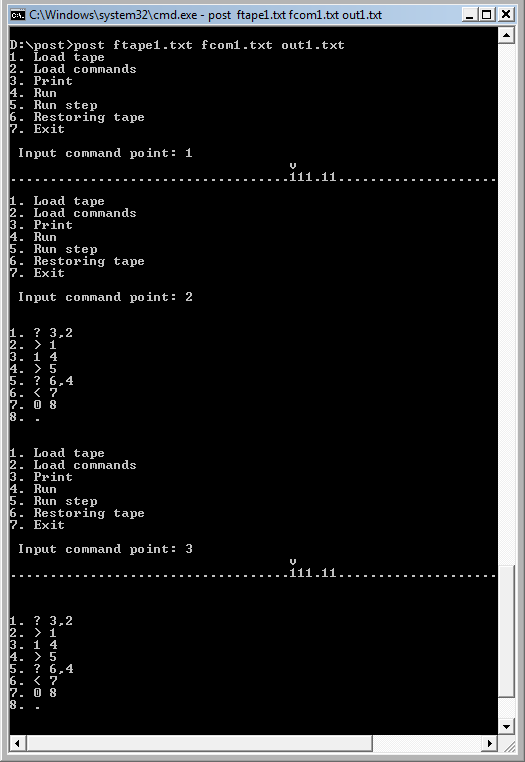 C:\Windows\system32\cmd.exe - post ftape1.txt fcom1.txt out1.txt
D:\post>post ftape1.txt fcom1.txt out1.txt
1. Load tape
2. Load commands
3. Print
4. Run
5. Run step
6. Restoring tape
7. Exit
Input command point: 1
v
...................................111.11....................
1. Load tape
2. Load commands
3. Print
4. Run
5. Run step
6. Restoring tape
7. Exit
Input command point: 2
1. ? 3,2
2. > 1
3. 1 4
4. > 5
5. ? 6,4
6. < 7
7. 0 8
8. .
1. Load tape
2. Load commands
3. Print
4. Run
5. Run step
6. Restoring tape
7. Exit
Input command point: 3
v
...................................111.11....................
1. ? 3,2
2. > 1
3. 1 4
4. > 5
5. ? 6,4
6. < 7
7. 0 8
8. .